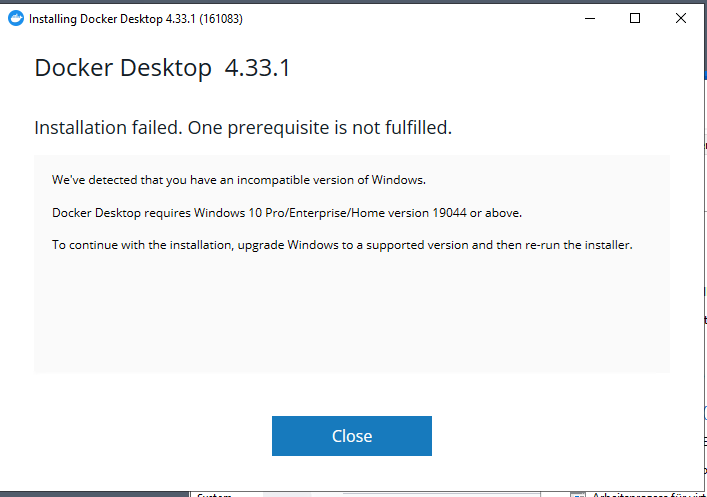 Installing Docker Desktop 4.33.1 (161083)
Docker Desktop 4.33.1
Installation failed. One prerequisite is not fulfilled.
We've detected that you have an incompatible version of Windows.
Docker Desktop requires Windows 10 Pro/Enterprise/Home version 19044 or above.
To continue with the installation, upgrade Windows to a supported version and then re-run the installer.
Close